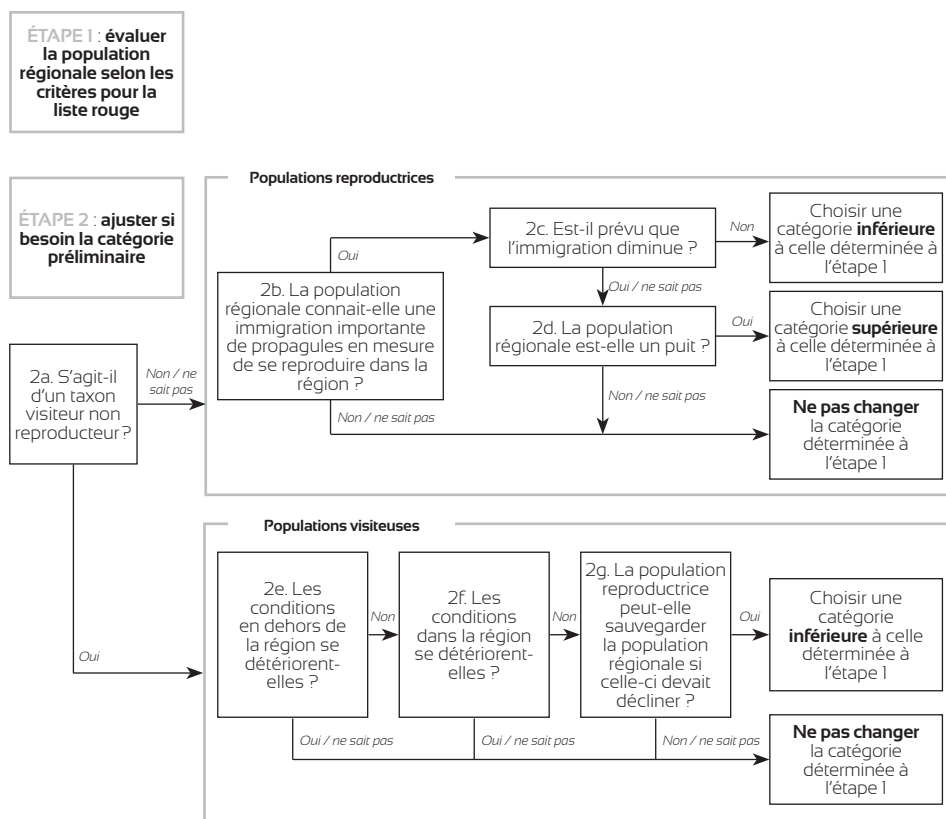 ÉTAPE 1 : évaluer
la population
régionale selon les
critères pour la
liste rouge
ÉTAPE 2 : ajuster si
besoin la catégorie
préliminaire
Populations reproductrices
2a. S'agit-il
d'un taxon
visiteur non
reproducteur ?
Non / ne
sait pas
Oui
2b. La population
régionale connait-elle une
immigration importante
de propagules en mesure
de se reproduire dans la
région ?
Oui
Non / ne sait pas
2c. Est-il prévu que
l'immigration diminue ?
Non
Oui / ne sait pas
2d. La population
régionale est-elle un puit ?
Oui
Non / ne sait pas
Choisir une
catégorie inférieure
à celle déterminée à
l'étape 1
Choisir une
catégorie supérieure
à celle déterminée à
l'étape 1
Ne pas changer
la catégorie
déterminée à
l'étape 1
Populations visiteuses
2e. Les
conditions
en dehors de
la région se
détériorent-
elles ?
Non
Oui / ne sait pas
2f. Les
conditions
dans la région
se détériorent-
elles ?
Non
Oui / ne sait pas
2g. La population
reproductrice
peut-elle
sauvegarder
la population
régionale si
celle-ci devait
décliner ?
Oui
Non / ne sait pas
Choisir une
catégorie
inférieure à celle
déterminée à
l'étape 1
Ne pas changer
la catégorie
déterminée à
l'étape 1